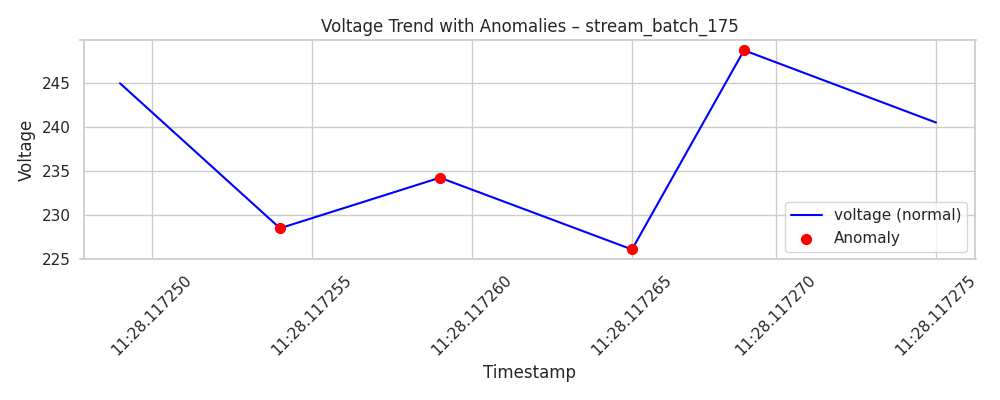 Voltage Trend with Anomalies – stream_batch_175
Voltage
245
240
235
230
225
voltage (normal)
Anomaly
11:28.117250
11:28.117255
11:28.117260
11:28.117265
11:28.117270
11:28.117275
Timestamp